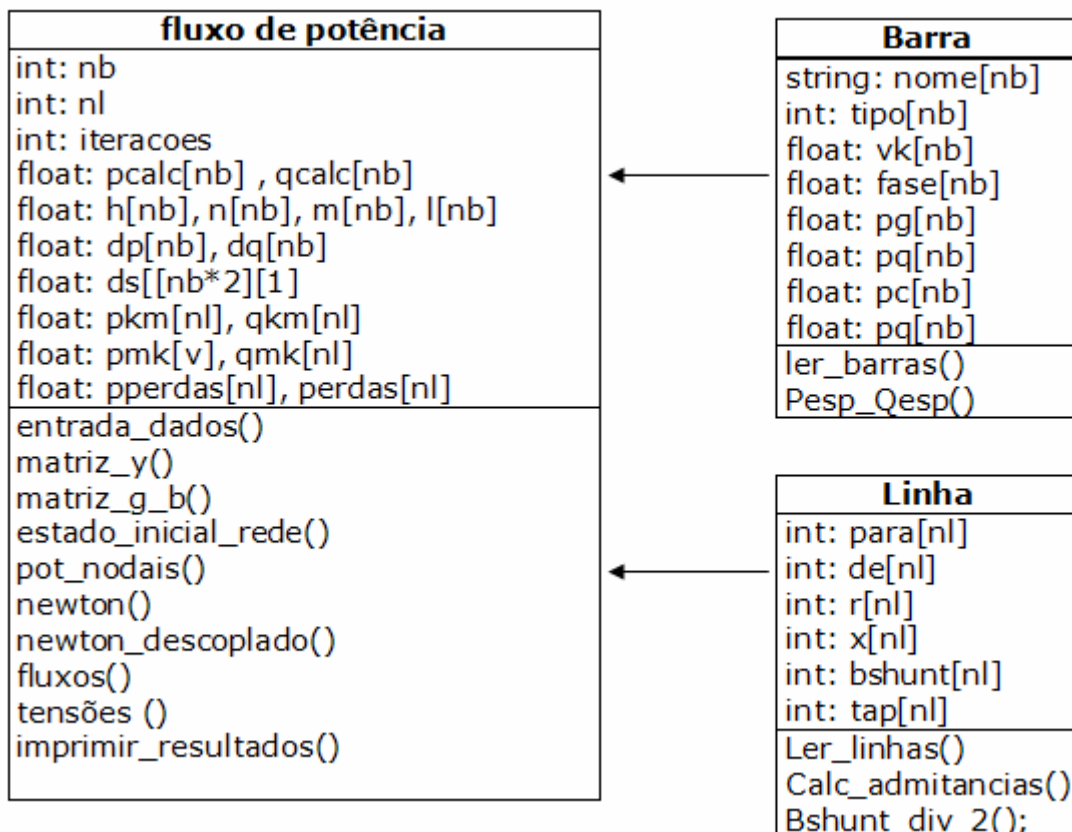 fluxo de potência
int: nb
int: nl
int: iteracoes
float: pcalc[nb] , qcalc[nb]
float: h[nb], n[nb], m[nb], l[nb]
float: dp[nb], dq[nb]
float: ds[[nb*2][1]
float: pkm[nl], qkm[nl]
float: pmk[v], qmk[nl]
float: pperdas[nl], perdas[nl]
entrada_dados()
matriz_y()
matriz_g_b()
estado_inicial_rede()
pot_nodais()
newton()
newton_descoplado()
fluxos()
tensões ()
imprimir_resultados()
Barra
string: nome[nb]
int: tipo[nb]
float: vk[nb]
float: fase[nb]
float: pg[nb]
float: pq[nb]
float: pc[nb]
float: pq[nb]
ler_barras()
Pesp_Qesp()
Linha
int: para[nl]
int: de[nl]
int: r[nl]
int: x[nl]
int: bshunt[nl]
int: tap[nl]
Ler_linhas()
Calc_admitancias()
Bshunt_div_2();